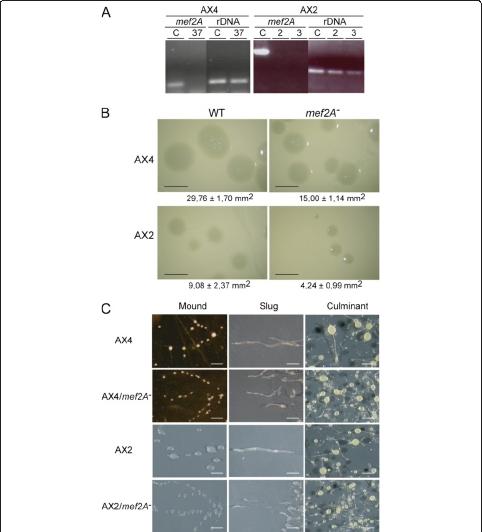 A
AX4 AX2
mef2A rDNA mef2A rDNA
C 37 C 37 C 2 3 C 2 3
B
WT mef2A-
AX4
29,76 ± 1,70 mm2 15,00 ± 1,14 mm2
AX2
9,08 ± 2,37 mm2 4,24 ± 0,99 mm2
C
Mound Slug Culminant
AX4
AX4/mef2A-
AX2
AX2/mef2A-